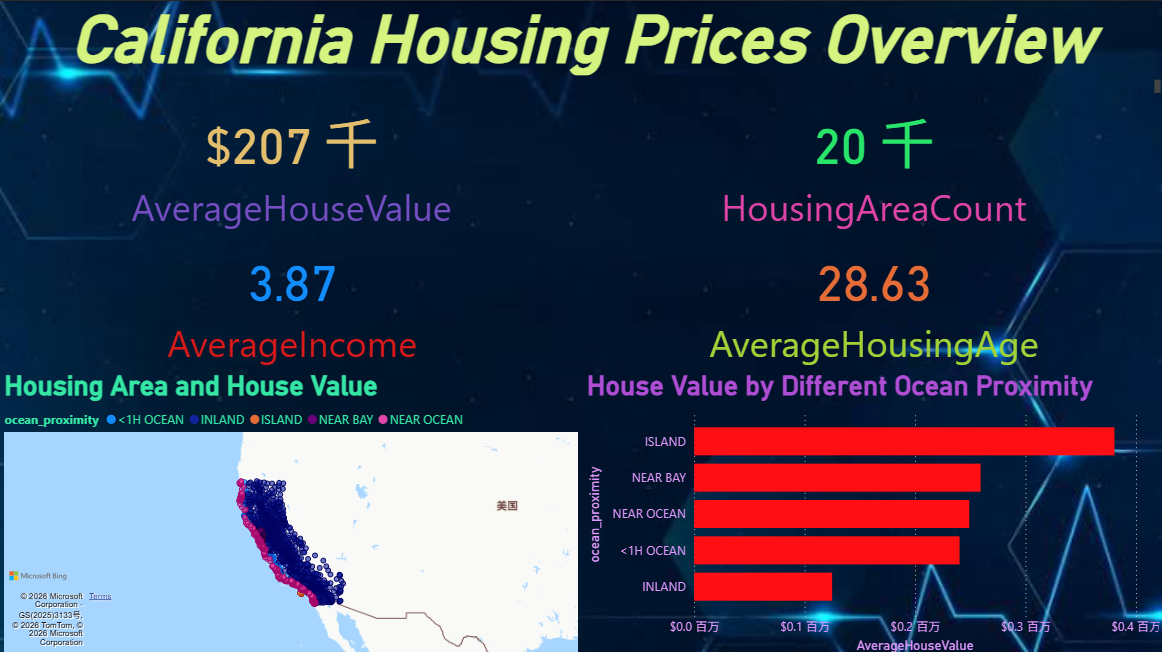 California Housing Prices Overview
$207 千
AverageHouseValue
20 千
HousingAreaCount
3.87
AverageIncome
28.63
AverageHousingAge
Housing Area and House Value
ocean_proximity <1H OCEAN INLAND ISLAND NEAR BAY NEAR OCEAN
美国
Microsoft Bing
© 2026 Microsoft Terms
Corporation -
GS(2025)3133号,
© 2026 TomTom, ©
2026 Microsoft
Corporation
House Value by Different Ocean Proximity
ocean_proximity
ISLAND
NEAR BAY
NEAR OCEAN
<1H OCEAN
INLAND
$0.0 百万 $0.1 百万 $0.2 百万 $0.3 百万 $0.4 百万
AverageHouseValue